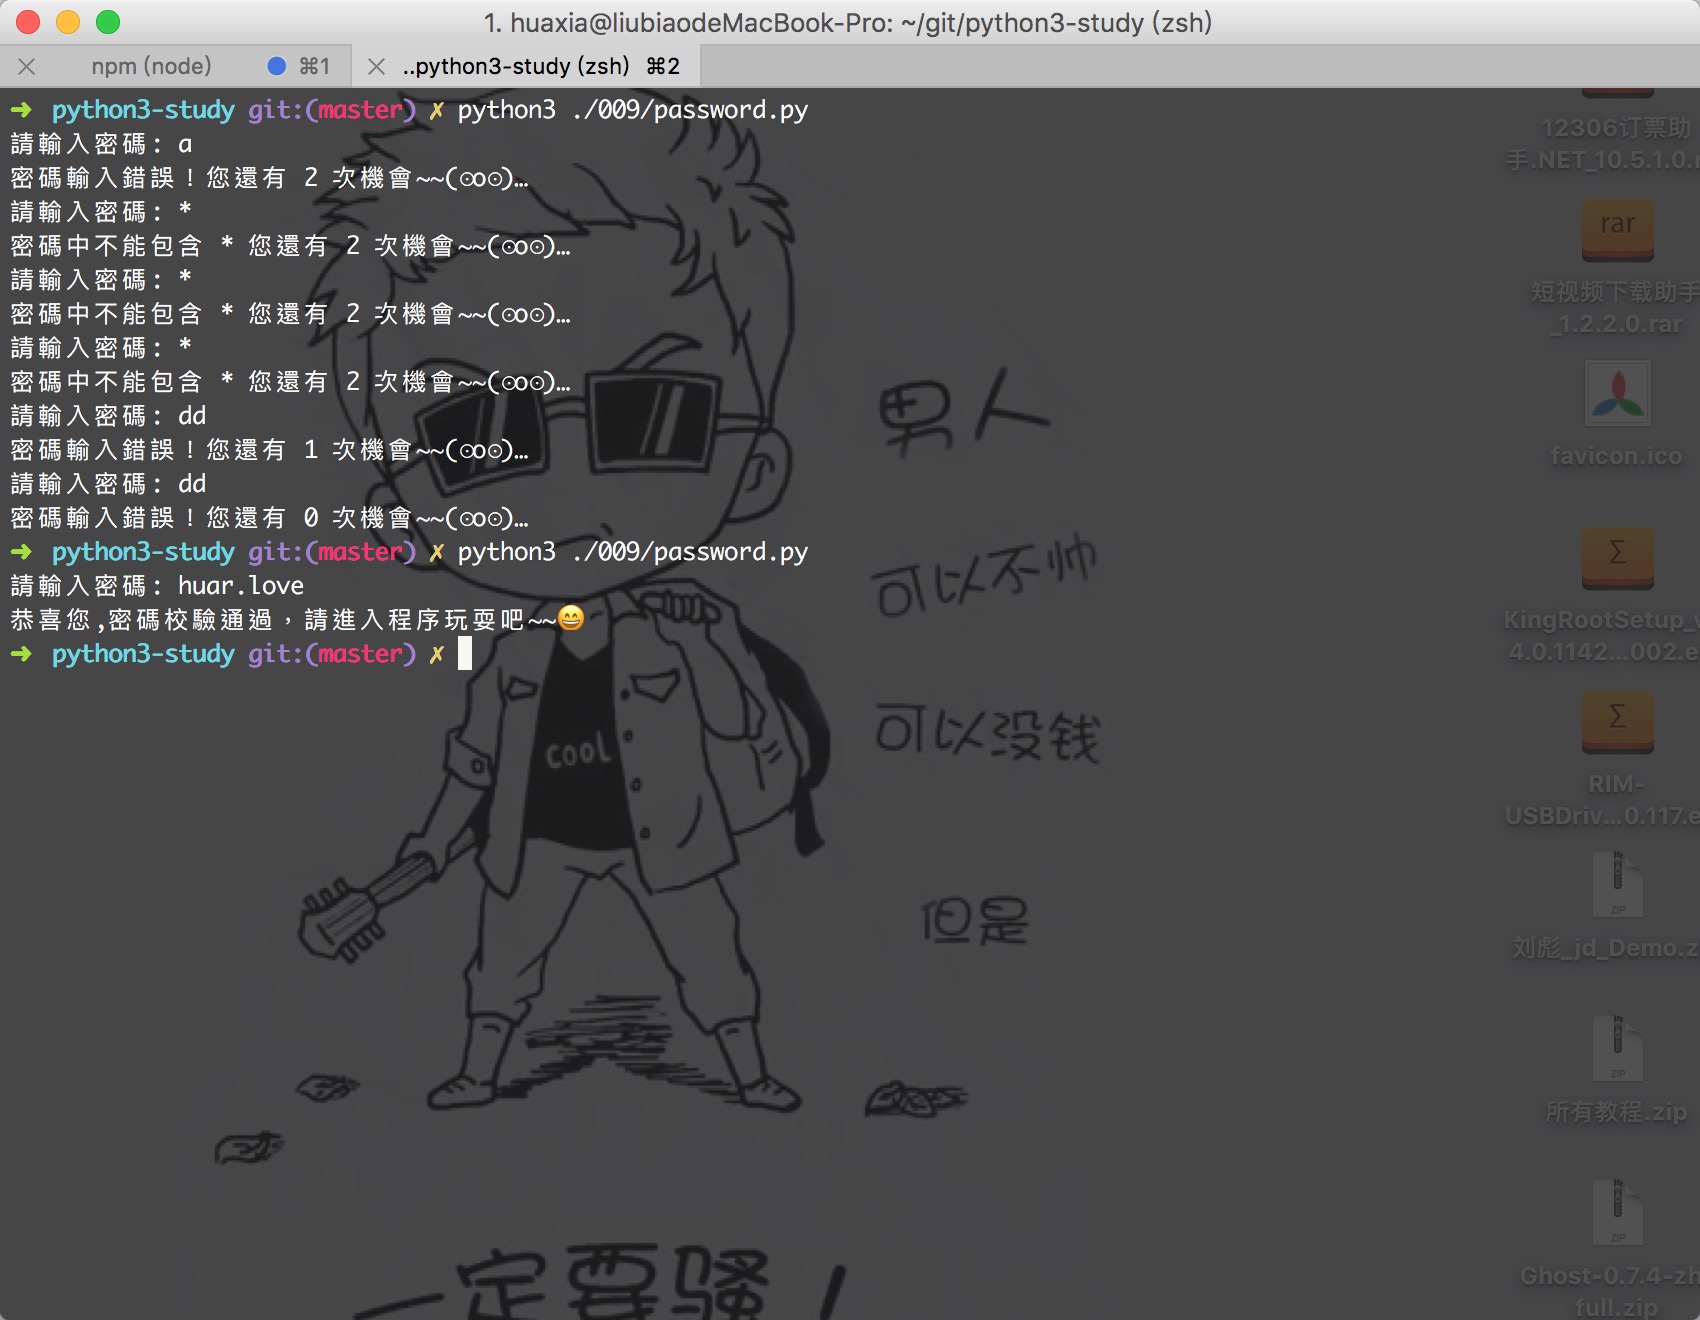 1. huaxia@liubiaodeMacBook-Pro: ~/git/python3-study (zsh)
npm (node) ⌘1 ..python3-study (zsh) ⌘2
➜ python3-study git:(master) ✗ python3 ./009/password.py
請輸入密碼: a
密碼輸入錯誤！您還有 2 次機會~~(⊙o⊙)…
請輸入密碼: *
密碼中不能包含 * 您還有 2 次機會~~(⊙o⊙)…
請輸入密碼: *
密碼中不能包含 * 您還有 2 次機會~~(⊙o⊙)…
請輸入密碼: *
密碼中不能包含 * 您還有 2 次機會~~(⊙o⊙)…
請輸入密碼: dd
密碼輸入錯誤！您還有 1 次機會~~(⊙o⊙)…
請輸入密碼: dd
密碼輸入錯誤！您還有 0 次機會~~(⊙o⊙)…
➜ python3-study git:(master) ✗ python3 ./009/password.py
請輸入密碼: huar.love
恭喜您,密碼校驗通過，請進入程序玩耍吧~~😄
➜ python3-study git:(master) ✗
男人
可以不帅
可以没钱
但是
一定要骚！
cool
12306订票助
手.NET_10.5.1.0.
rar
短视频下载助手
_1.2.2.0.rar
favicon.ico
Σ
KingRootSetup_v
4.0.1142...002.e
Σ
RIM-
USBDriv...0.117.e
ZIP
刘彪_jd_Demo.z
ZIP
所有教程.zip
ZIP
Ghost-0.7.4-zh
full.zip